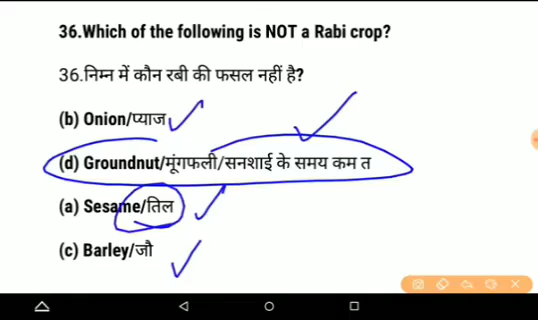 36.Which of the following is NOT a Rabi crop?
36.निम्न में कौन रबी की फसल नहीं है?
(b) Onion/प्याज
(d) Groundnut/मूंगफली/सनशाई के समय कम त
(a) Sesame/तिल
(c) Barley/जौ